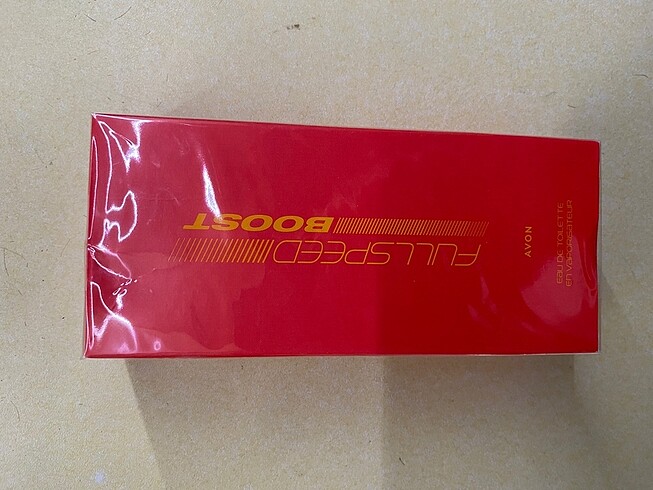 FULLSPEED
BOOST
AVON
eau de toilette
en vaporisateur